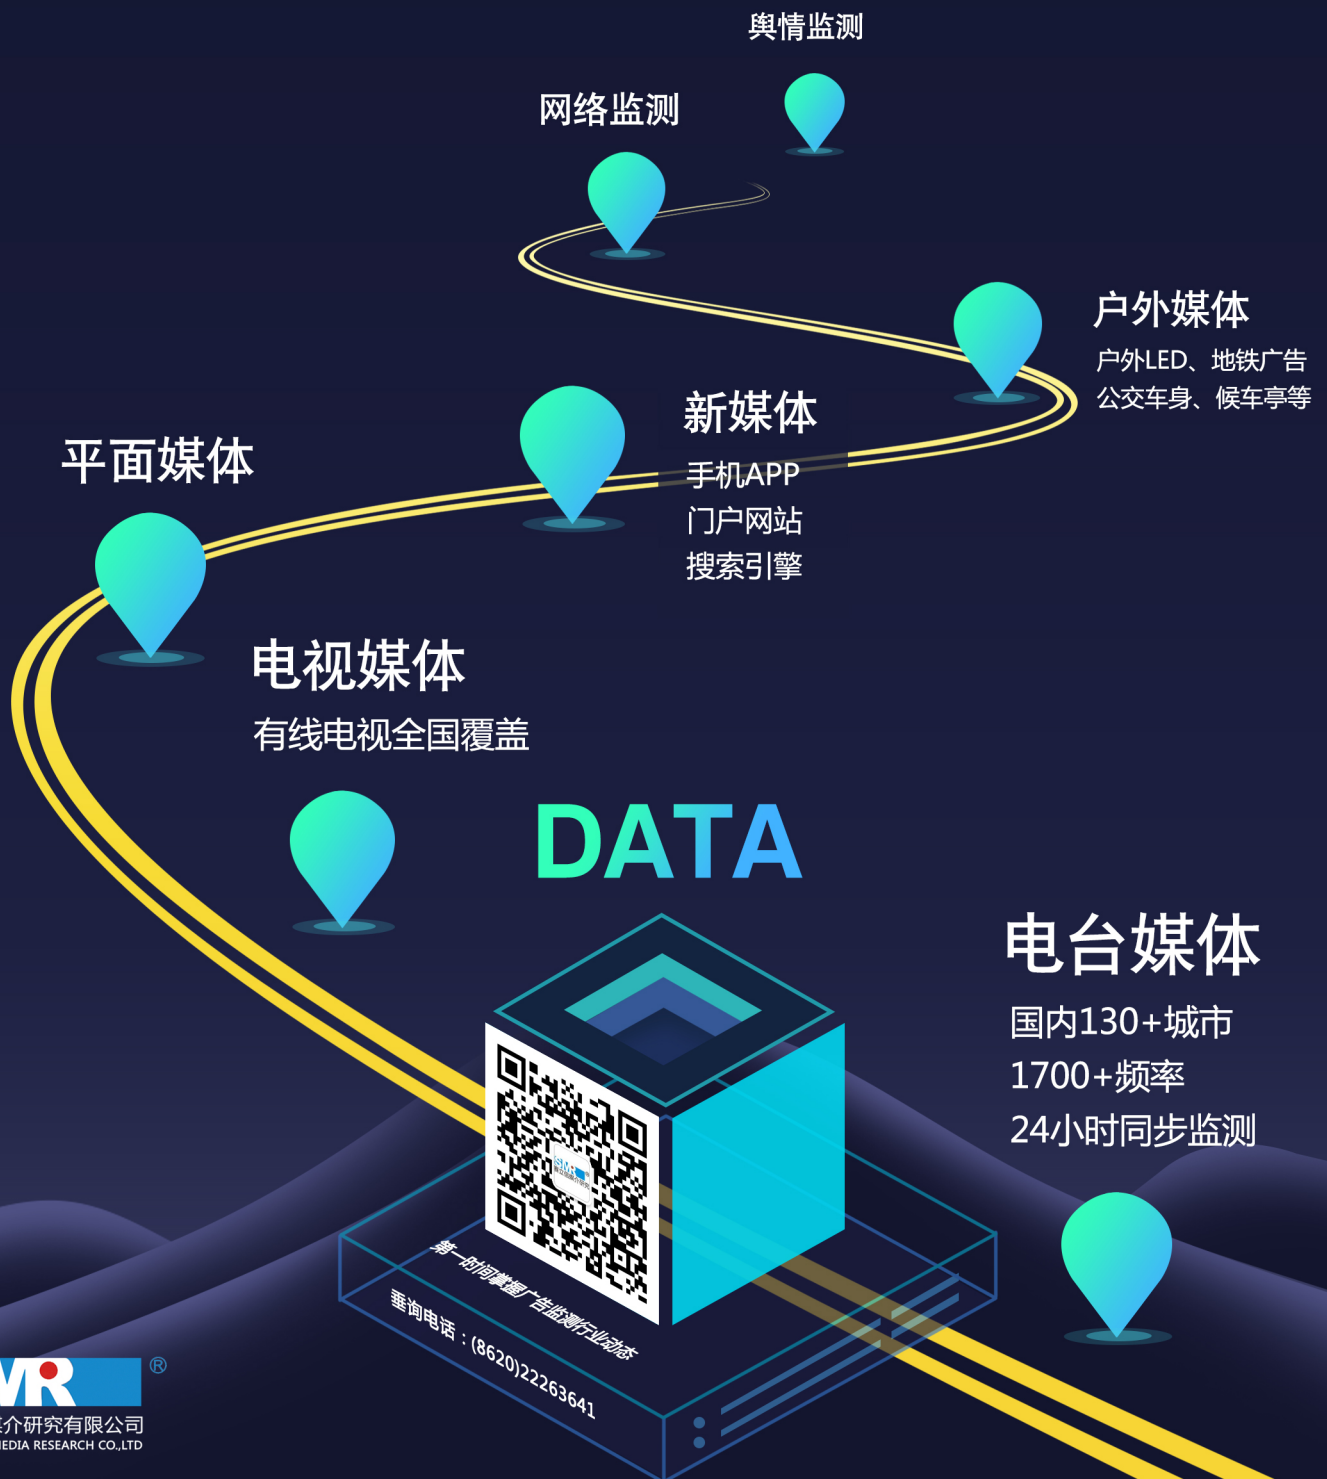 舆情监测
网络监测
户外媒体
户外LED、地铁广告
公交车身、候车亭等
新媒体
手机APP
门户网站
搜索引擎
平面媒体
电视媒体
有线电视全国覆盖
DATA
电台媒体
国内130+城市
1700+频率
24小时同步监测
第一时间掌握广告监测行业动态
垂询电话：(8620)22263641
MR®
介研究有限公司
MEDIA RESEARCH CO.,LTD